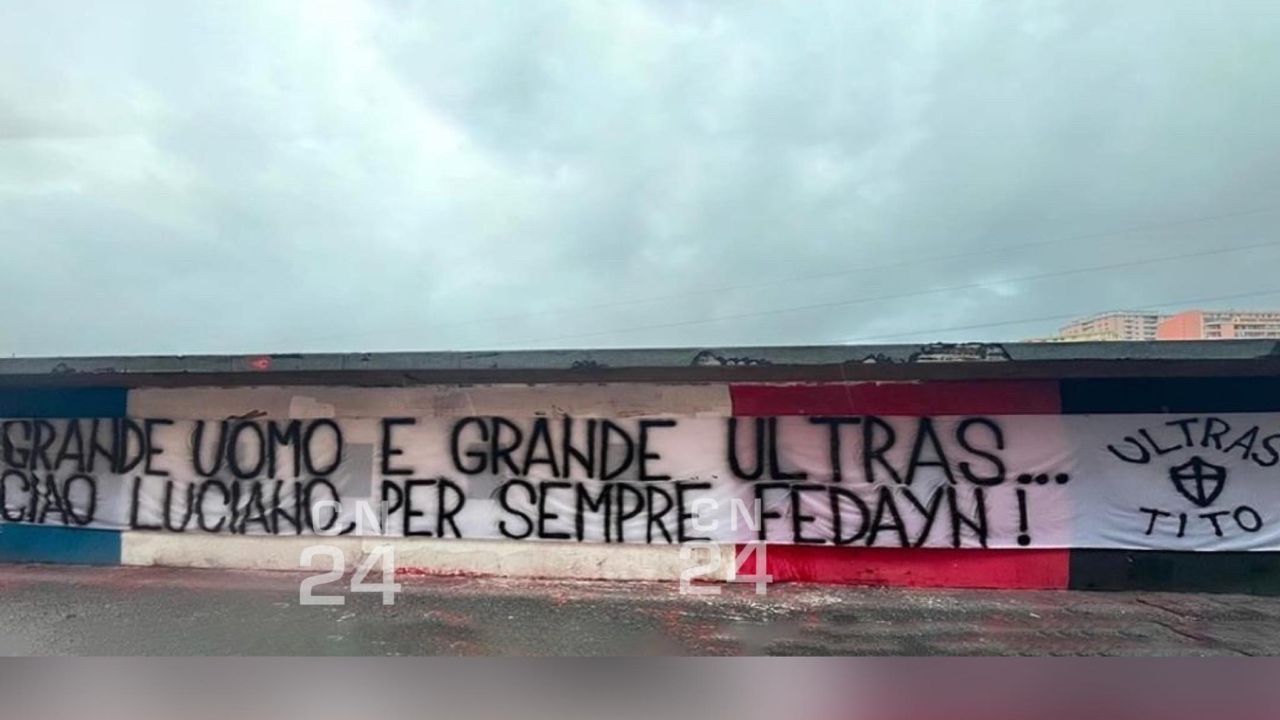 GRANDE UOMO E GRANDE ULTRAS...
CIAO LUCIANO, PER SEMPRE FEDAYN!
ULTRAS
TITO
CN
24
CN
24